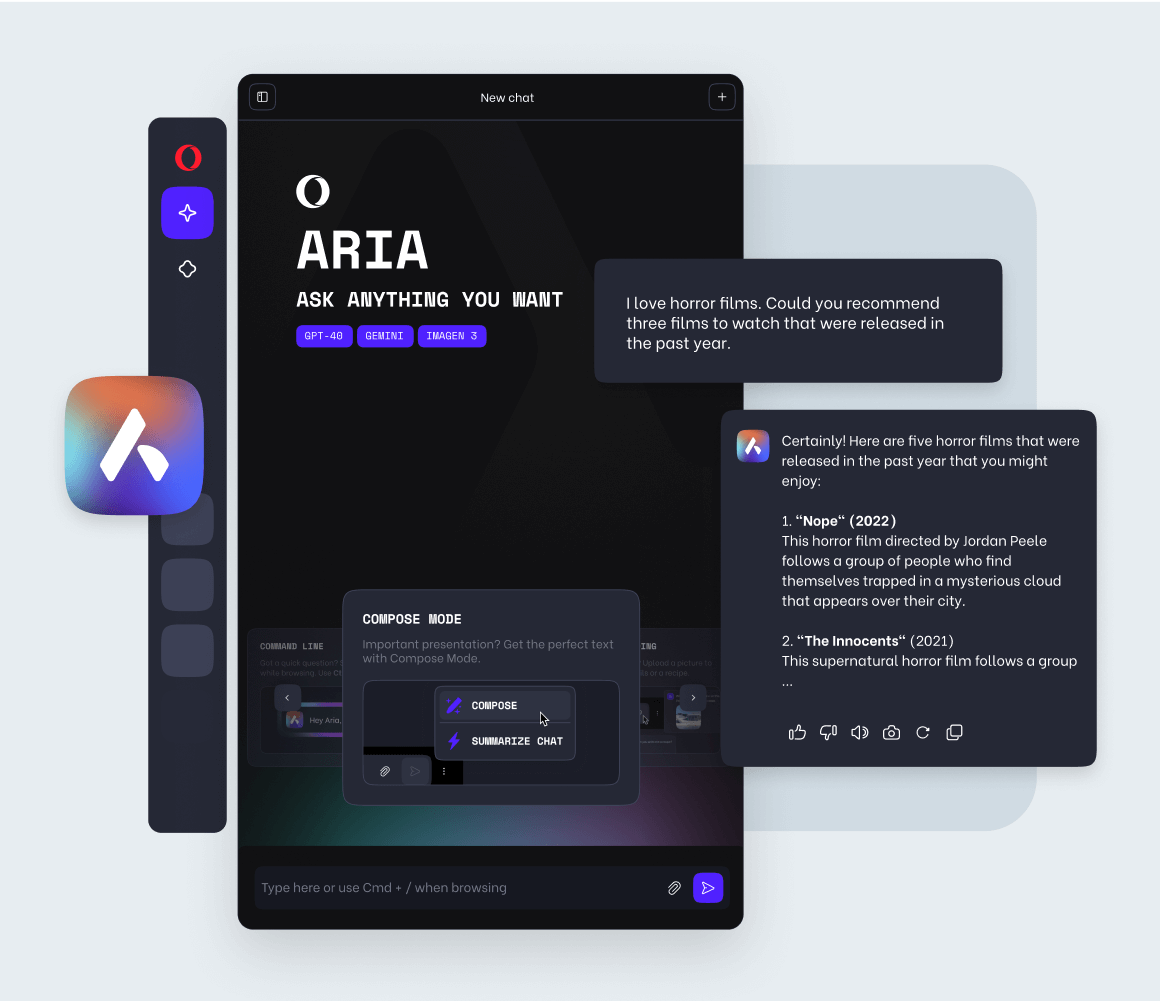 New chat
ARIA
ASK ANYTHING YOU WANT
GPT-4O
GEMINI
IMAGEN 3
I love horror films. Could you recommend
three films to watch that were released in
the past year.
Certainly! Here are five horror films that were
released in the past year that you might
enjoy:
1. “Nope“ (2022)
This horror film directed by Jordan Peele
follows a group of people who find
themselves trapped in a mysterious cloud
that appears over their city.
2. “The Innocents“ (2021)
This supernatural horror film follows a group
...
COMMAND LINE
Got a quick question?
while browsing. Use
Hey Aria,
COMPOSE MODE
Important presentation? Get the perfect text
with Compose Mode.
COMPOSE
SUMMARIZE CHAT
ING
Upload a picture to
or a recipe.
Type here or use Cmd + / when browsing